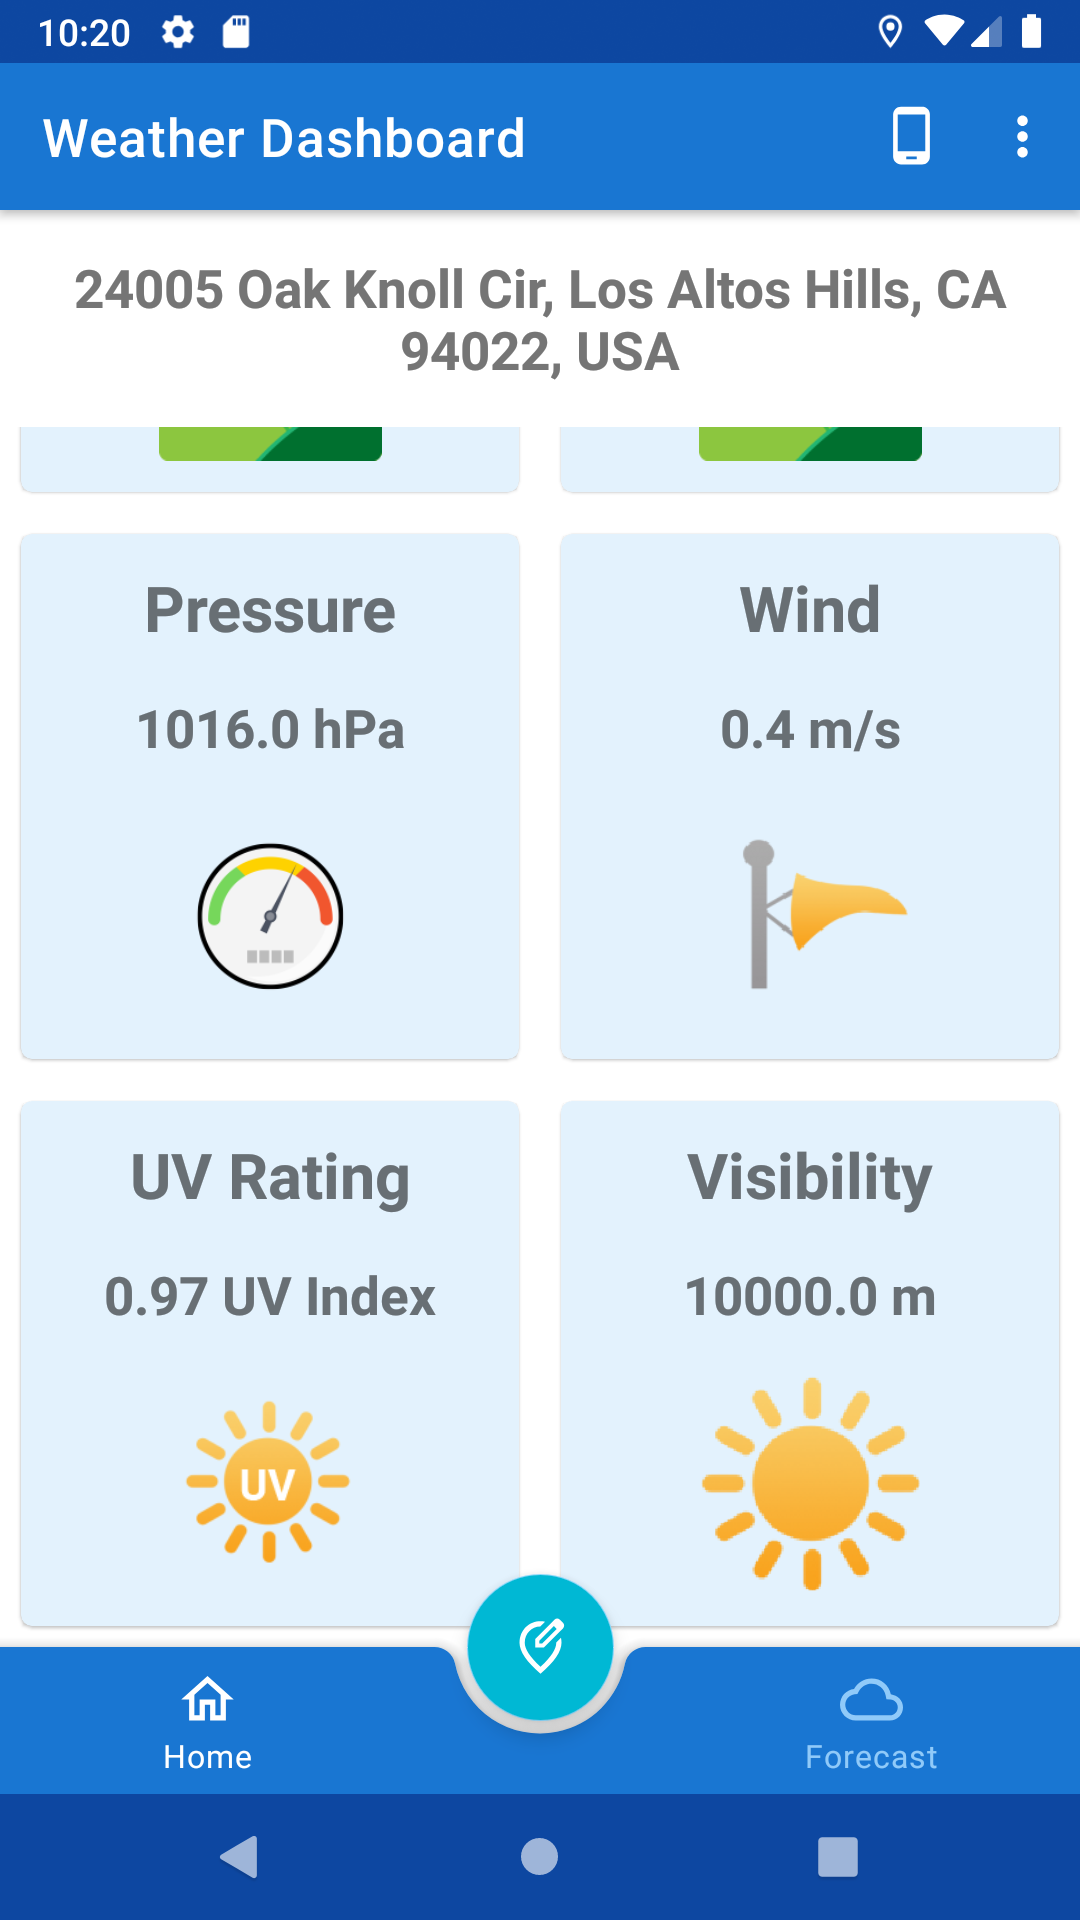 10:20
Weather Dashboard
24005 Oak Knoll Cir, Los Altos Hills, CA
94022, USA
Pressure
1016.0 hPa
Wind
0.4 m/s
UV Rating
0.97 UV Index
UV
Visibility
10000.0 m
Home
Forecast